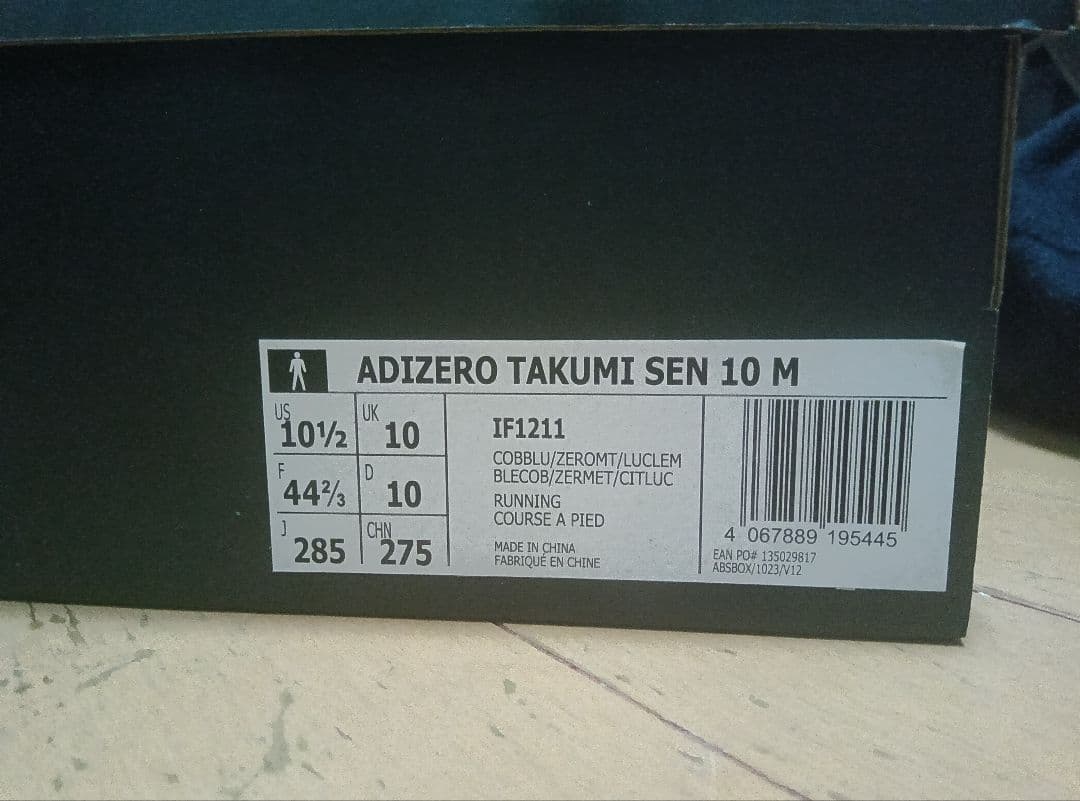 ADIZERO TAKUMI SEN 10 M
US 10½ UK 10
F 44⅔ D 10
J 285 CHN 275
IF1211
COBBLU/ZEROMT/LUCLEM
BLECOB/ZERMET/CITLUC
RUNNING
COURSE A PIED
MADE IN CHINA
FABRIQUÉ EN CHINE
4 067889 195445
EAN PO# 135029817
ABSBOX/1023/V12